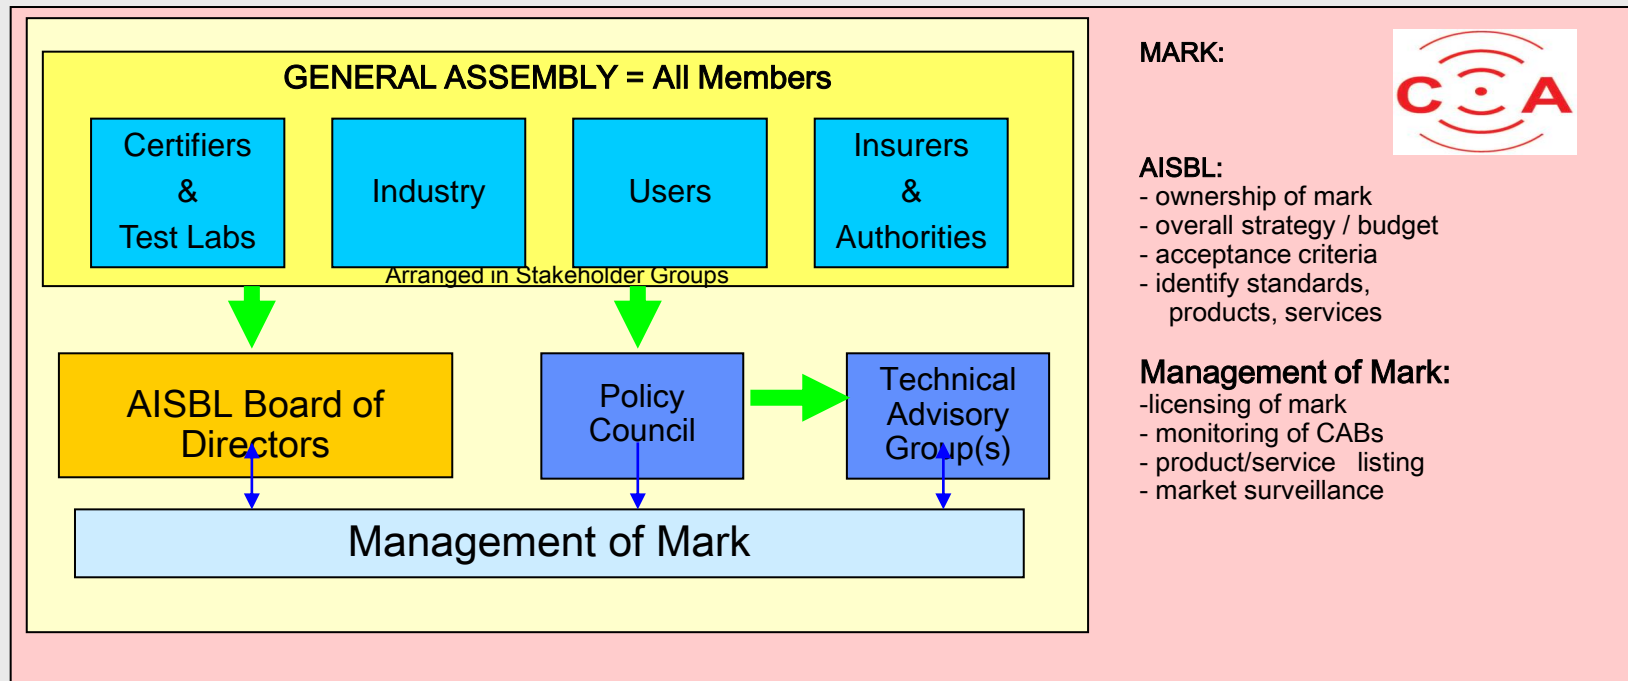 GENERAL ASSEMBLY = All Members
Certifiers
&
Test Labs
Industry
Users
Insurers
&
Authorities
Arranged in Stakeholder Groups
AISBL Board of
Directors
Policy
Council
Technical
Advisory
Group(s)
Management of Mark
MARK:
C A
AISBL:
- ownership of mark
- overall strategy / budget
- acceptance criteria
- identify standards,
products, services
Management of Mark:
-licensing of mark
- monitoring of CABs
- product/service listing
- market surveillance